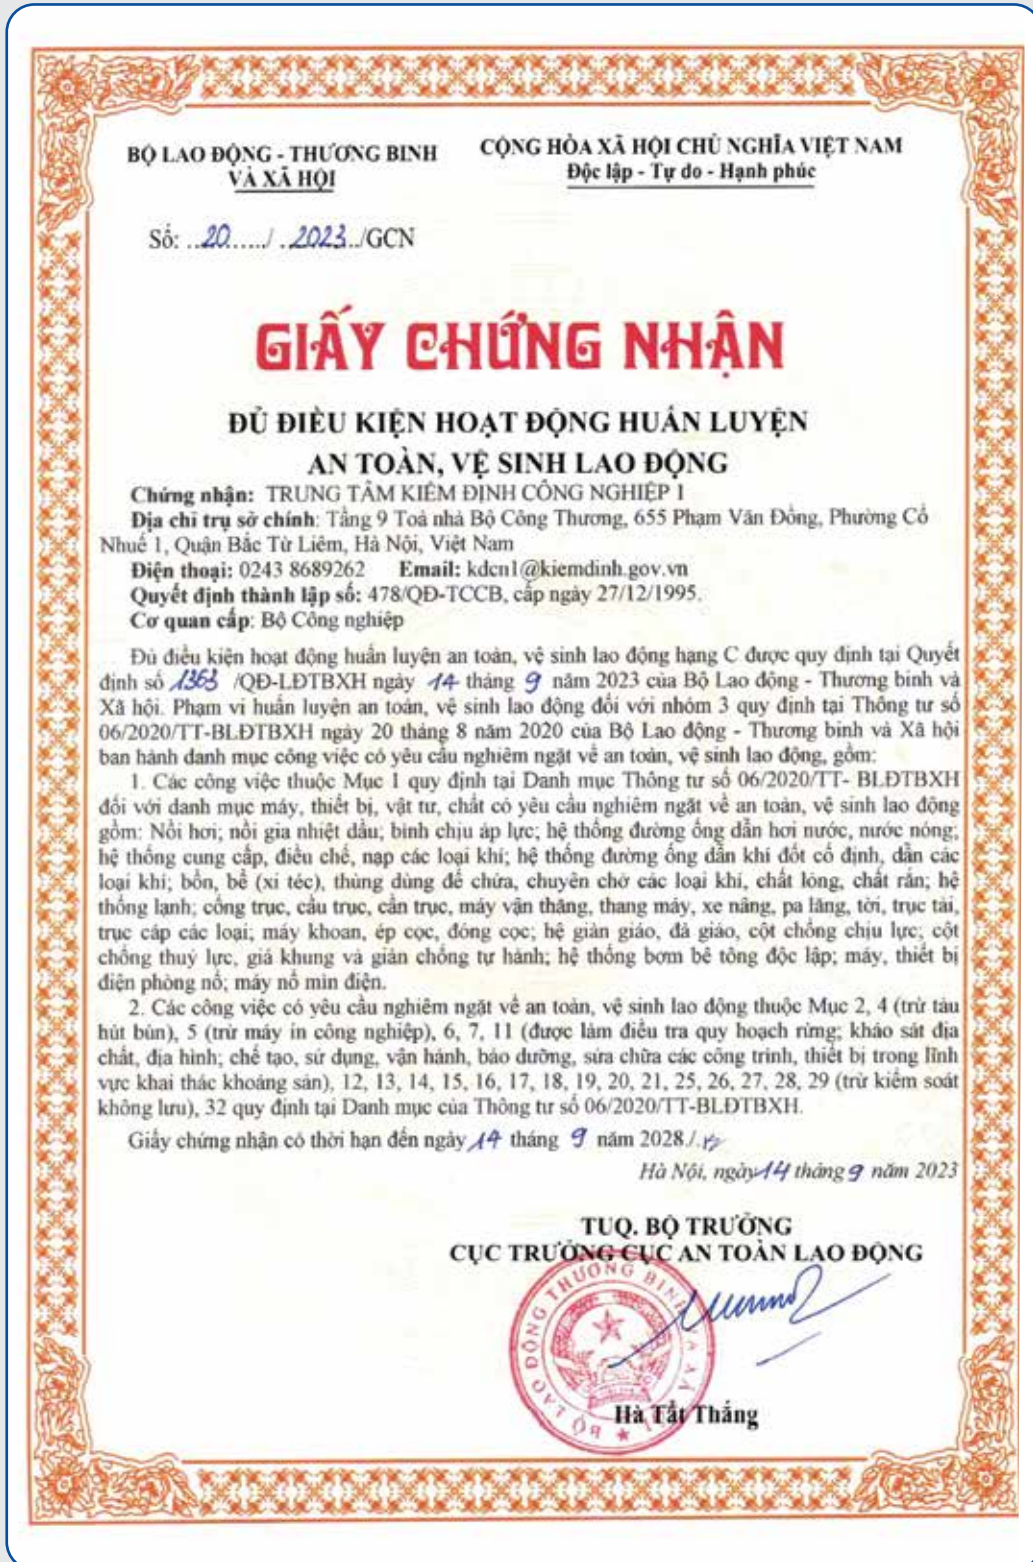 BỘ LAO ĐỘNG - THƯƠNG BINH
VÀ XÃ HỘI
CỘNG HÒA XÃ HỘI CHỦ NGHĨA VIỆT NAM
Độc lập - Tự do - Hạnh phúc
Số: ..20....../ ..2023../GCN
GIẤY CHỨNG NHẬN
ĐỦ ĐIỀU KIỆN HOẠT ĐỘNG HUẤN LUYỆN
AN TOÀN, VỆ SINH LAO ĐỘNG
Chứng nhận: TRUNG TÂM KIỂM ĐỊNH CÔNG NGHIỆP 1
Địa chỉ trụ sở chính: Tầng 9 Toà nhà Bộ Công Thương, 655 Phạm Văn Đồng, Phường Cổ
Nhuế 1, Quận Bắc Từ Liêm, Hà Nội, Việt Nam
Điện thoại: 0243 8689262 Email: kdcn1@kiemdinh.gov.vn
Quyết định thành lập số: 478/QĐ-TCCB, cấp ngày 27/12/1995.
Cơ quan cấp: Bộ Công nghiệp
Đủ điều kiện hoạt động huấn luyện an toàn, vệ sinh lao động hạng C được quy định tại Quyết
định số 1363 /QĐ-LĐTBXH ngày 14 tháng 9 năm 2023 của Bộ Lao động - Thương binh và
Xã hội. Phạm vi huấn luyện an toàn, vệ sinh lao động đối với nhóm 3 quy định tại Thông tư số
06/2020/TT-BLĐTBXH ngày 20 tháng 8 năm 2020 của Bộ Lao động - Thương binh và Xã hội
ban hành danh mục công việc có yêu cầu nghiêm ngặt về an toàn, vệ sinh lao động, gồm:
1. Các công việc thuộc Mục 1 quy định tại Danh mục Thông tư số 06/2020/TT- BLĐTBXH
đối với danh mục máy, thiết bị, vật tư, chất có yêu cầu nghiêm ngặt về an toàn, vệ sinh lao động
gồm: Nồi hơi; nồi gia nhiệt dầu; bình chịu áp lực; hệ thống đường ống dẫn hơi nước, nước nóng;
hệ thống cung cấp, điều chế, nạp các loại khí; hệ thống đường ống dẫn khí đốt cố định, dẫn các
loại khí; bồn, bể (xi téc), thùng dùng để chứa, chuyên chở các loại khí, chất lỏng, chất rắn; hệ
thống lạnh; cổng trục, cầu trục, cần trục, máy vận thăng, thang máy, xe nâng, pa lăng, tời, trục tải,
trục cáp các loại; máy khoan, ép cọc, đóng cọc; hệ giàn giáo, đà giáo, cột chống chịu lực; cột
chống thuỷ lực, giá khung và giàn chống tự hành; hệ thống bơm bê tông độc lập; máy, thiết bị
điện phòng nổ; máy nổ mìn điện.
2. Các công việc có yêu cầu nghiêm ngặt về an toàn, vệ sinh lao động thuộc Mục 2, 4 (trừ tàu
hút bùn), 5 (trừ máy in công nghiệp), 6, 7, 11 (được làm điều tra quy hoạch rừng; khảo sát địa
chất, địa hình; chế tạo, sử dụng, vận hành, bảo dưỡng, sửa chữa các công trình, thiết bị trong lĩnh
vực khai thác khoáng sản), 12, 13, 14, 15, 16, 17, 18, 19, 20, 21, 25, 26, 27, 28, 29 (trừ kiểm soát
không lưu), 32 quy định tại Danh mục của Thông tư số 06/2020/TT-BLĐTBXH.
Giấy chứng nhận có thời hạn đến ngày 14 tháng 9 năm 2028./.
Hà Nội, ngày 14 tháng 9 năm 2023
TUQ. BỘ TRƯỞNG
CỤC TRƯỞNG CỤC AN TOÀN LAO ĐỘNG
BỘ LAO ĐỘNG THƯƠNG BINH VÀ XÃ
Hà Tất Thắng